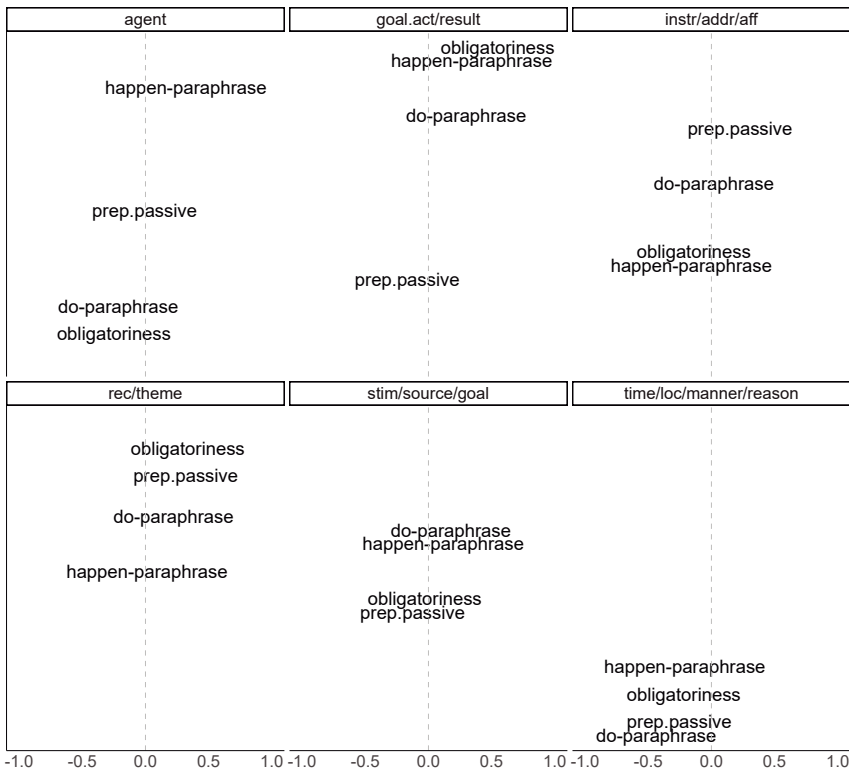 agent
happen-paraphrase
prep.passive
do-paraphrase
obligatoriness
goal.act/result
obligatoriness
happen-paraphrase
do-paraphrase
prep.passive
instr/addr/aff
prep.passive
do-paraphrase
obligatoriness
happen-paraphrase
rec/theme
obligatoriness
prep.passive
do-paraphrase
happen-paraphrase
stim/source/goal
do-paraphrase
happen-paraphrase
obligatoriness
prep.passive
time/loc/manner/reason
happen-paraphrase
obligatoriness
prep.passive
do-paraphrase
-1.0 -0.5 0.0 0.5 1.0 -1.0 -0.5 0.0 0.5 1.0 -1.0 -0.5 0.0 0.5 1.0